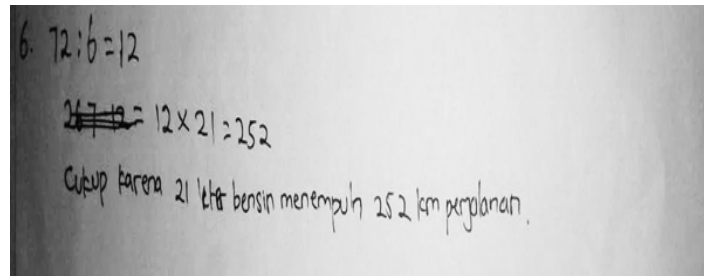 6. 72:6=12
= 12 x 21 = 252
Cukup karena 21 liter bensin menempuh 252 km perjalanan.